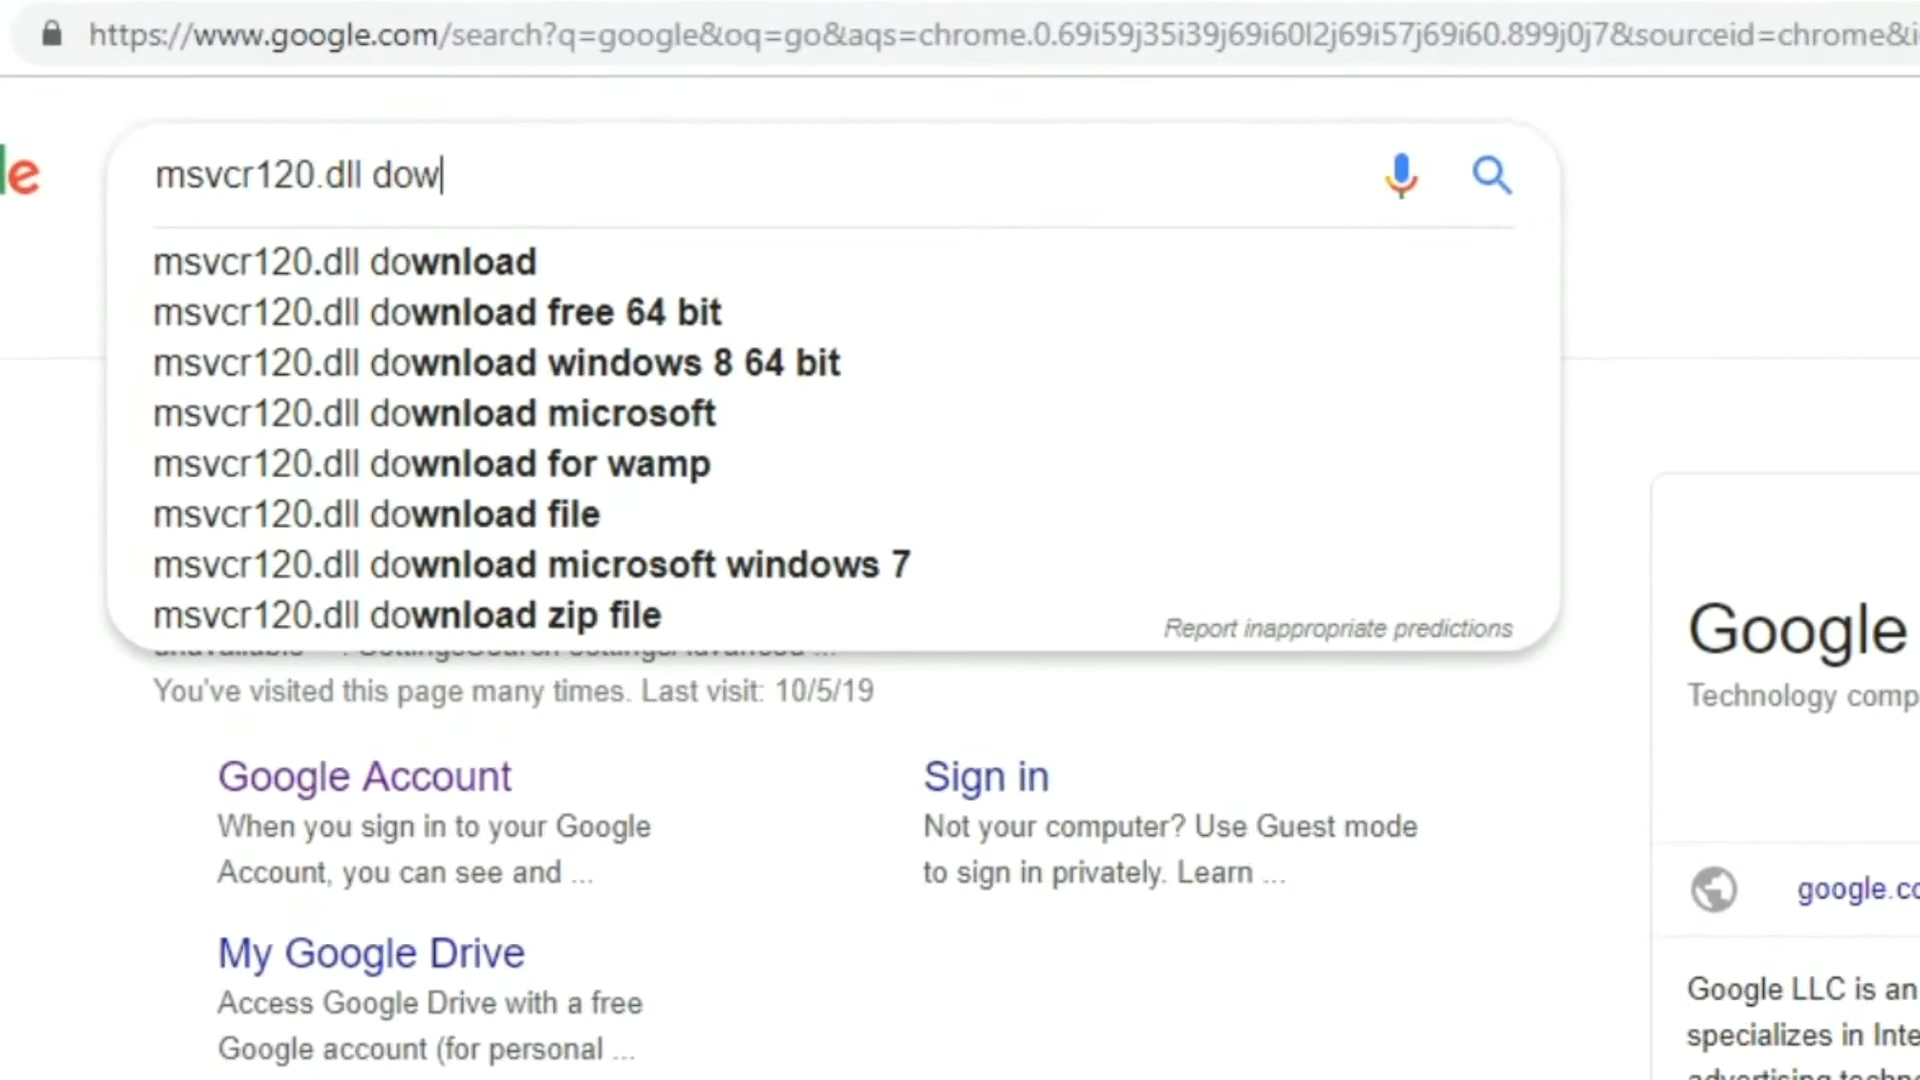 https://www.google.com/search?q=google&oq=go&aqs=chrome.0.69i59j35i39j69i60l2j69i57j69i60.899j0j7&sourceid=chrome&i
le
msvcr120.dll dow
msvcr120.dll download
msvcr120.dll download free 64 bit
msvcr120.dll download windows 8 64 bit
msvcr120.dll download microsoft
msvcr120.dll download for wamp
msvcr120.dll download file
msvcr120.dll download microsoft windows 7
msvcr120.dll download zip file
Report inappropriate predictions
You've visited this page many times. Last visit: 10/5/19
Google Account
When you sign in to your Google
Account, you can see and ...
Sign in
Not your computer? Use Guest mode
to sign in privately. Learn ...
My Google Drive
Access Google Drive with a free
Google account (for personal ...
Google
Technology comp
google.co
Google LLC is an
specializes in Inte